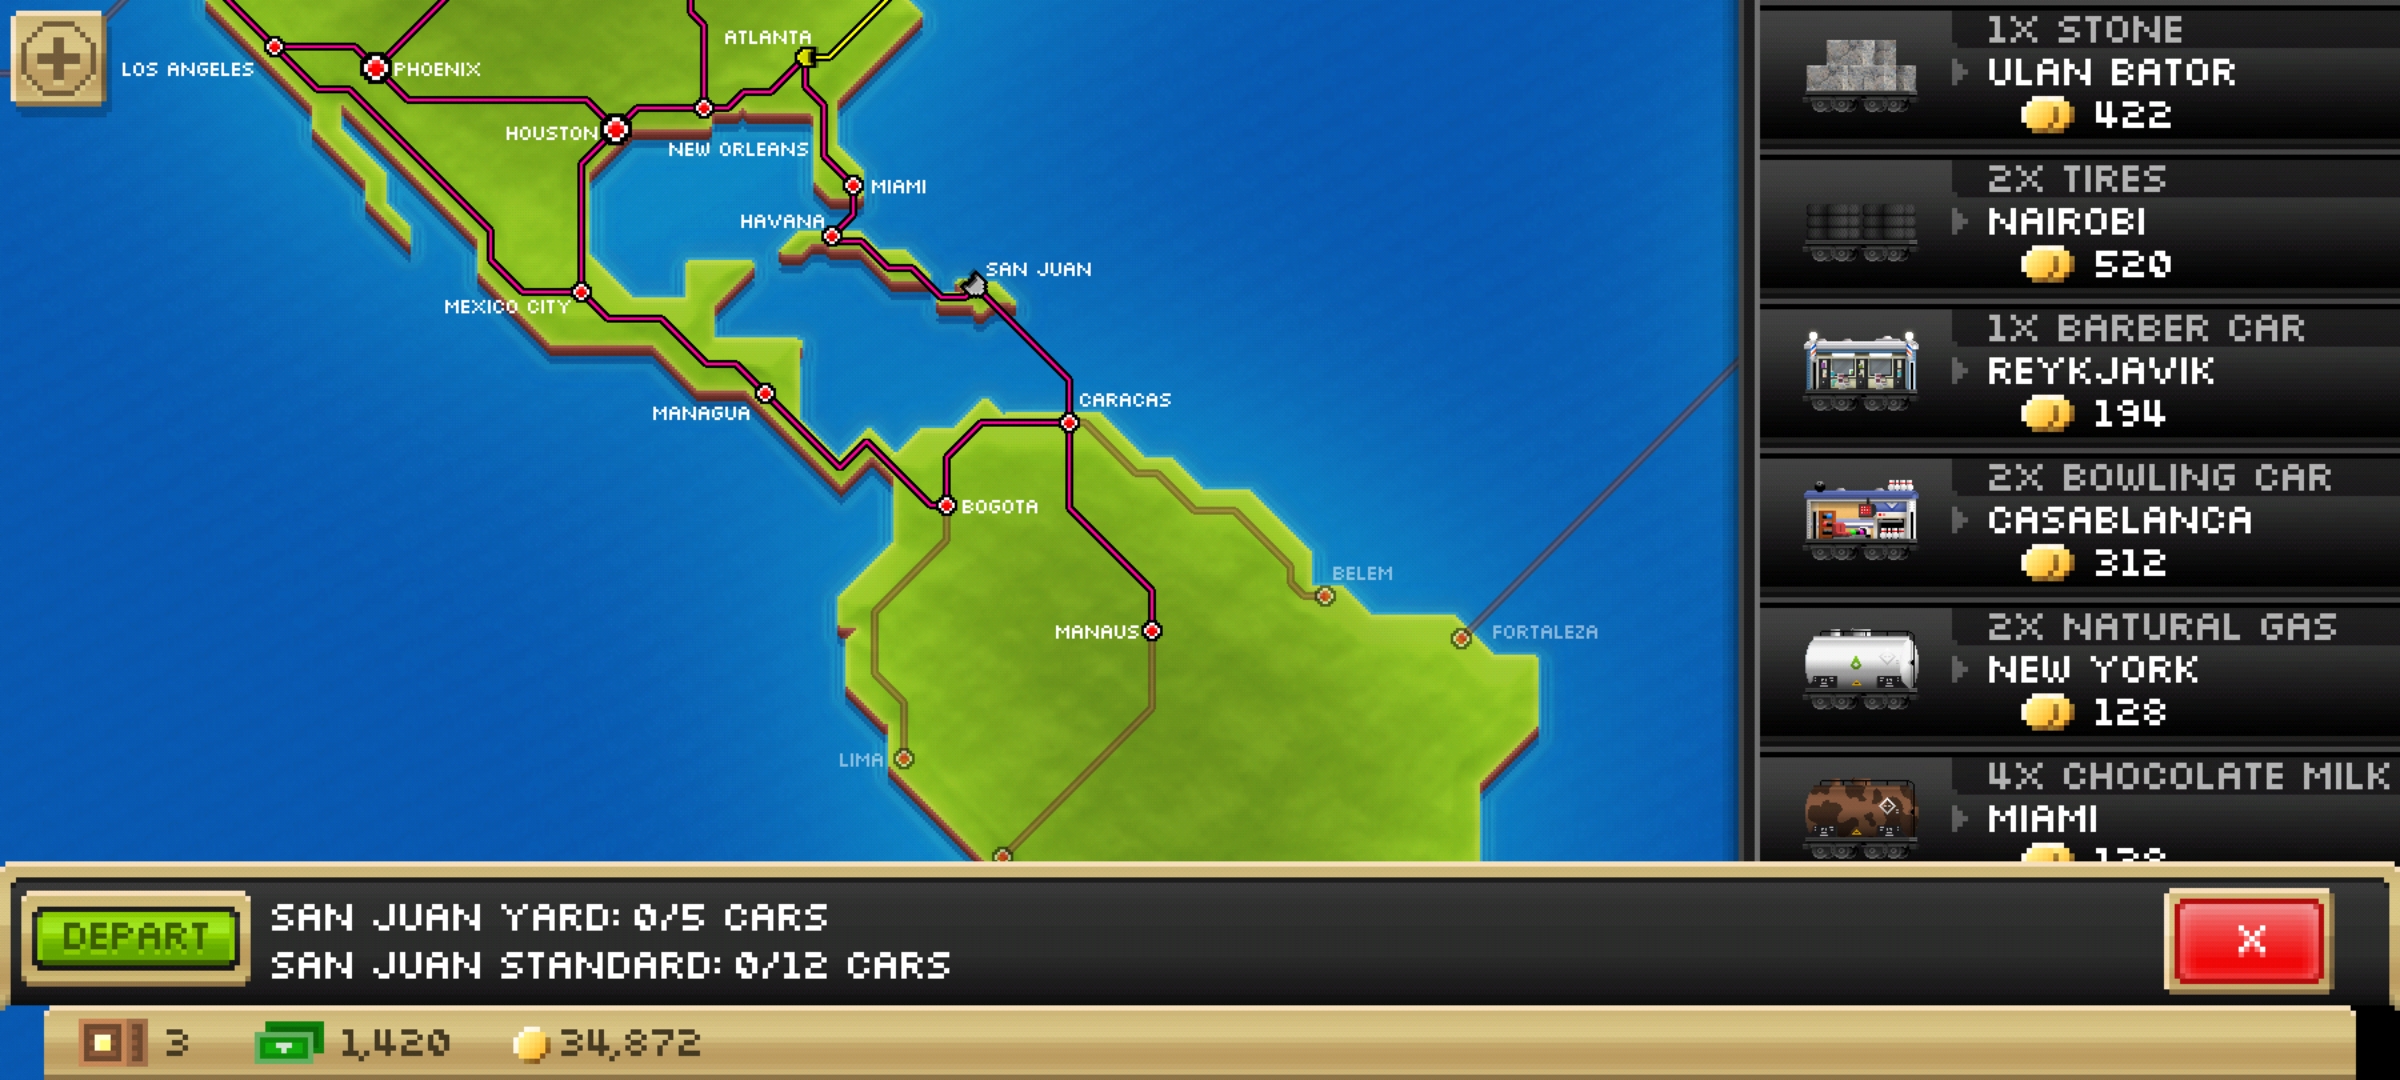 ATLANTA
LOS ANGELES
PHOENIX
HOUSTON
NEW ORLEANS
MIAMI
HAVANA
SAN JUAN
MEXICO CITY
MANAGUA
CARACAS
BOGOTA
BELEM
MANAUS
FORTALEZA
LIMA
1X STONE
ULAN BATOR
422
2X TIRES
NAIROBI
520
1X BARBER CAR
REYKJAVIK
194
2X BOWLING CAR
CASABLANCA
312
2X NATURAL GAS
NEW YORK
128
4X CHOCOLATE MILK
MIAMI
DEPART
SAN JUAN YARD: 0/5 CARS
SAN JUAN STANDARD: 0/12 CARS
X
3
1,420
34,872